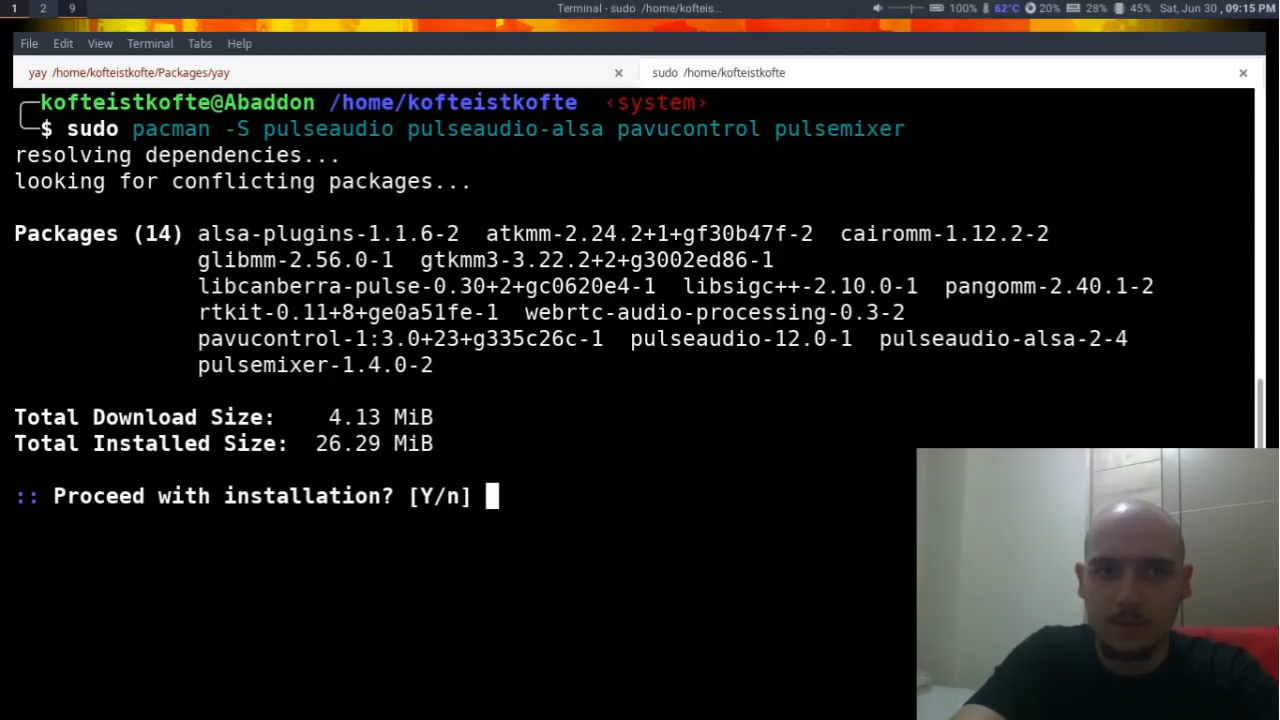 1 2 9 Terminal - sudo /home/kofteis... 100% 62°C 20% 28% 45% Sat, Jun 30 , 09:15 PM
File Edit View Terminal Tabs Help
yay /home/kofteistkofte/Packages/yay × sudo /home/kofteistkofte ×
kofteistkofte@Abaddon /home/kofteistkofte ‹system›
$ sudo pacman -S pulseaudio pulseaudio-alsa pavucontrol pulsemixer
resolving dependencies...
looking for conflicting packages...
Packages (14) alsa-plugins-1.1.6-2 atkmm-2.24.2+1+gf30b47f-2 cairomm-1.12.2-2
glibmm-2.56.0-1 gtkmm3-3.22.2+2+g3002ed86-1
libcanberra-pulse-0.30+2+gc0620e4-1 libsigc++-2.10.0-1 pangomm-2.40.1-2
rtkit-0.11+8+ge0a51fe-1 webrtc-audio-processing-0.3-2
pavucontrol-1:3.0+23+g335c26c-1 pulseaudio-12.0-1 pulseaudio-alsa-2-4
pulsemixer-1.4.0-2
Total Download Size: 4.13 MiB
Total Installed Size: 26.29 MiB
:: Proceed with installation? [Y/n]